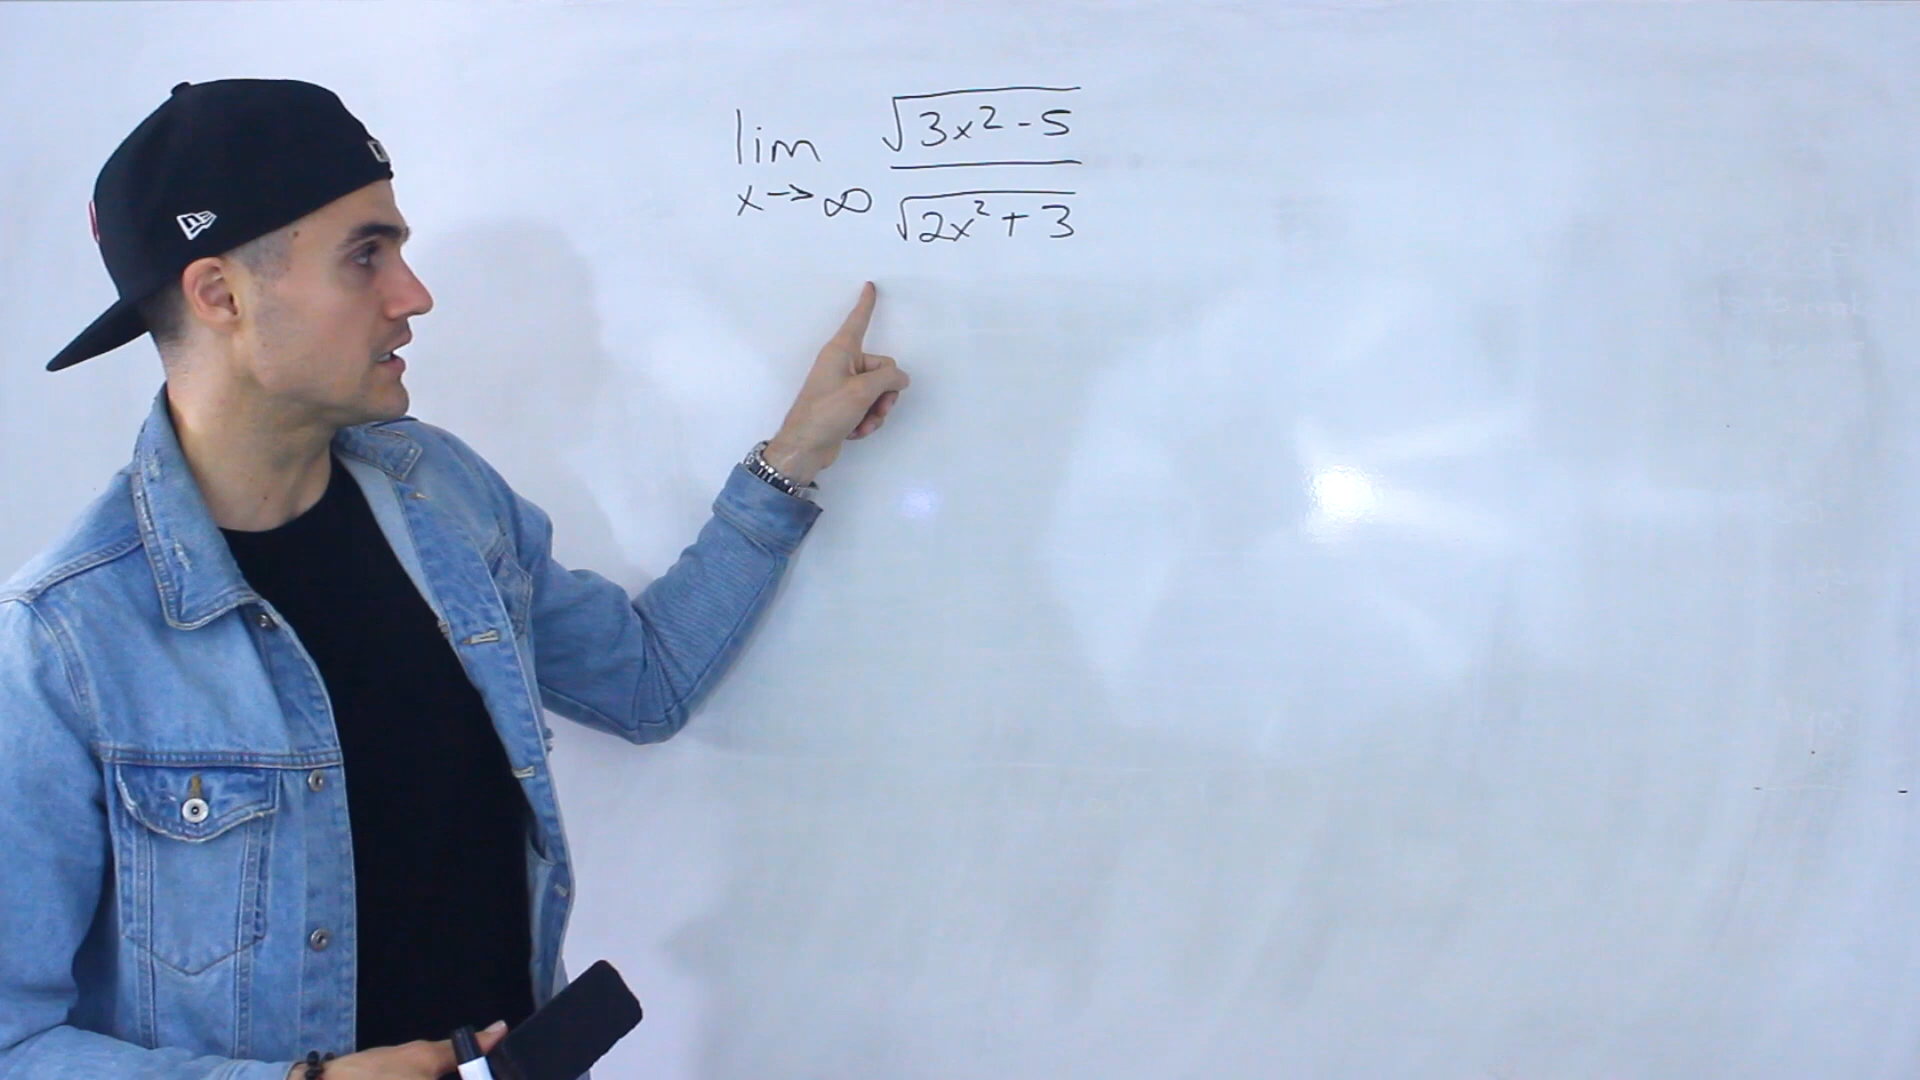 lim √3x² - 5
x → ∞ √2x² + 3